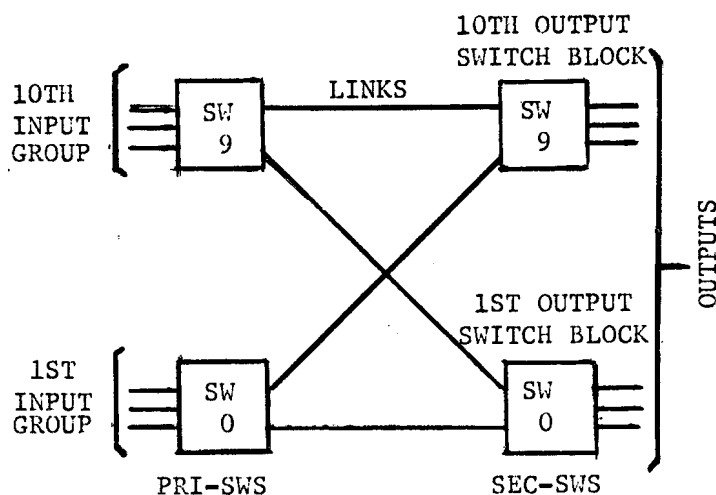 10TH OUTPUT
SWITCH BLOCK
10TH
INPUT
GROUP
SW
9
LINKS
SW
9
OUTPUTS
1ST OUTPUT
SWITCH BLOCK
1ST
INPUT
GROUP
SW
0
SW
0
PRI-SWS
SEC-SWS